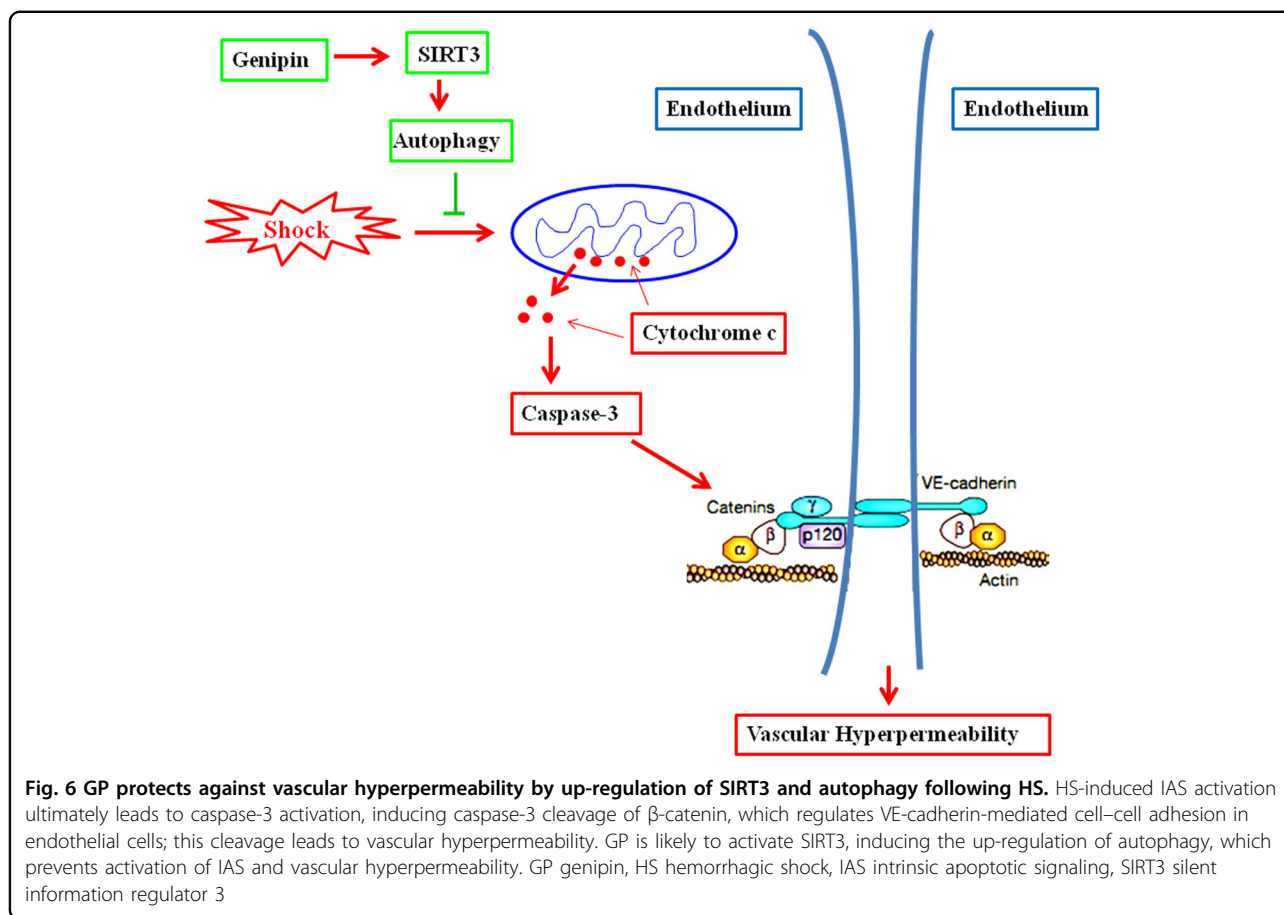 Genipin
SIRT3
Autophagy
Endothelium
Endothelium
Shock
Cytochrome c
Caspase-3
VE-cadherin
Catenins
γ
β
p120
α
β
α
Actin
Vascular Hyperpermeability
Fig. 6 GP protects against vascular hyperpermeability by up-regulation of SIRT3 and autophagy following HS. HS-induced IAS activation
ultimately leads to caspase-3 activation, inducing caspase-3 cleavage of β-catenin, which regulates VE-cadherin-mediated cell–cell adhesion in
endothelial cells; this cleavage leads to vascular hyperpermeability. GP is likely to activate SIRT3, inducing the up-regulation of autophagy, which
prevents activation of IAS and vascular hyperpermeability. GP genipin, HS hemorrhagic shock, IAS intrinsic apoptotic signaling, SIRT3 silent
information regulator 3